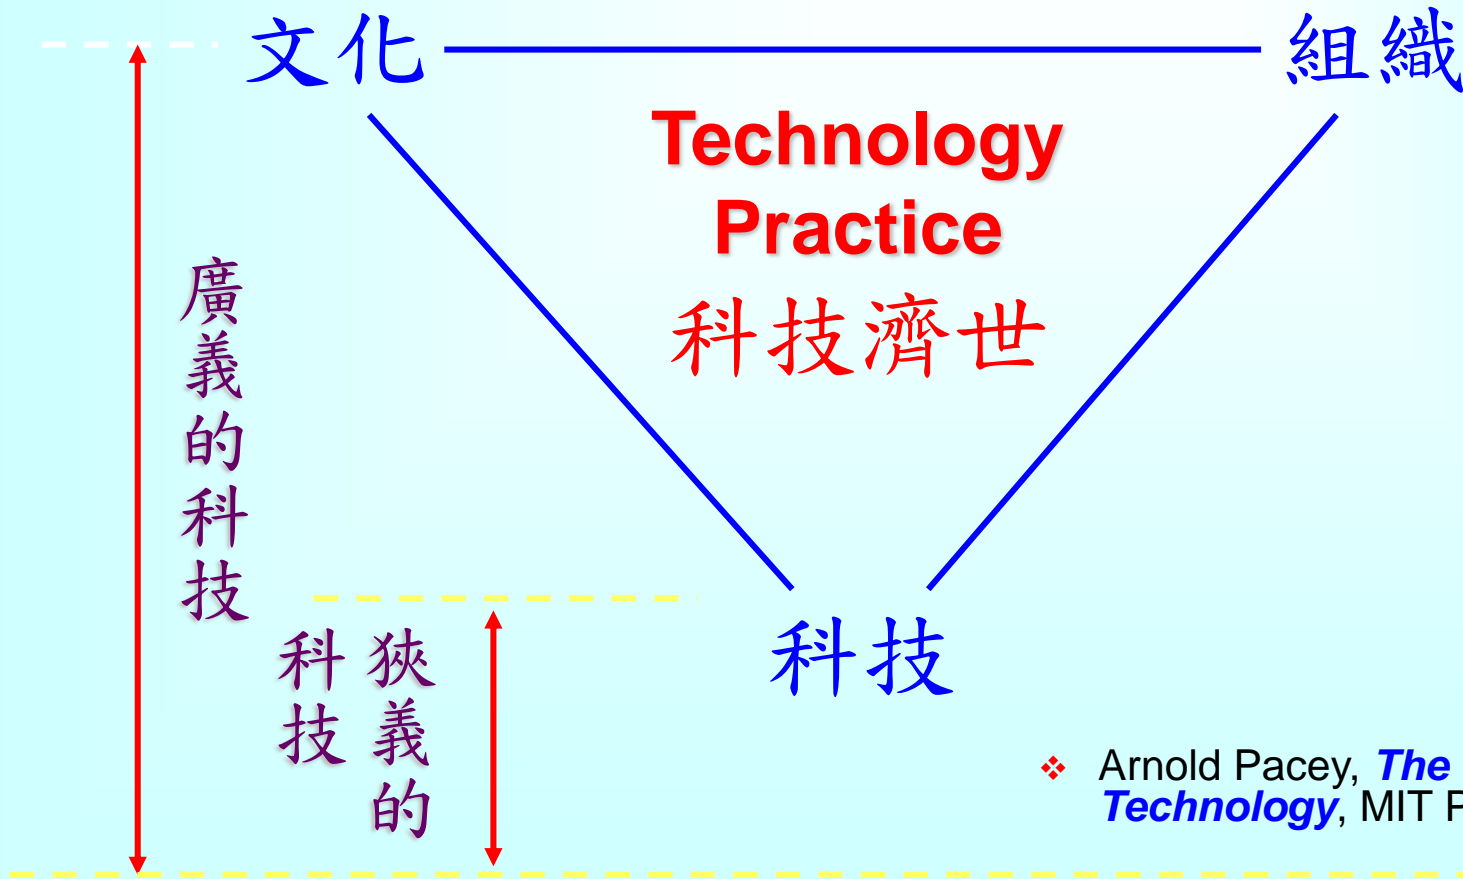 文化
組織
Technology
Practice
科技濟世
廣義的科技
狹義的
科技
科技
❖ Arnold Pacey, The
Technology, MIT P